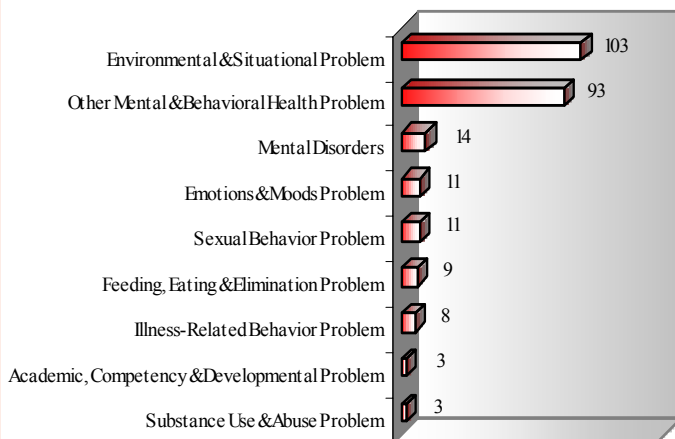 Environmental & Situational Problem 103
Other Mental & Behavioral Health Problem 93
Mental Disorders 14
Emotions & Moods Problem 11
Sexual Behavior Problem 11
Feeding, Eating & Elimination Problem 9
Illness-Related Behavior Problem 8
Academic, Competency & Developmental Problem 3
Substance Use & Abuse Problem 3